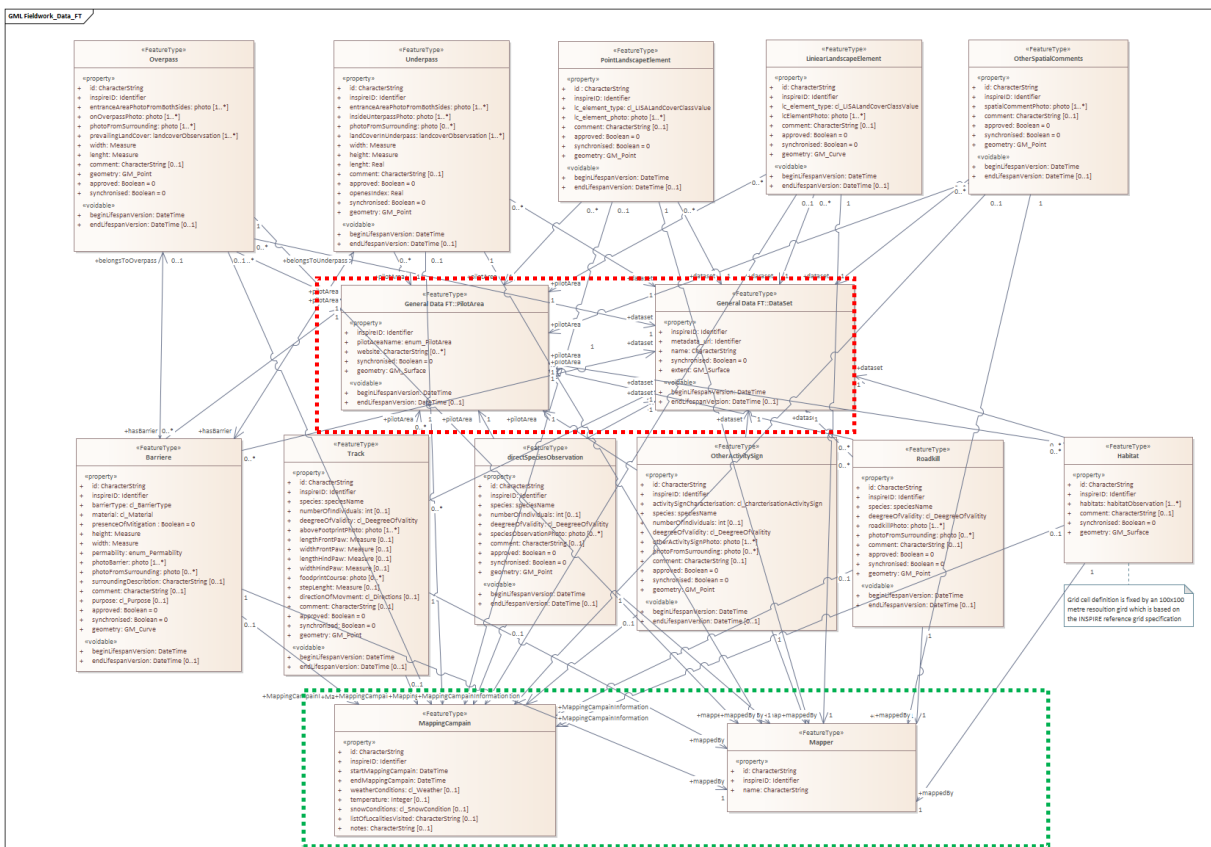 GML Fieldwork_Data_FT
«FeatureType»
Overpass
«property»
+ id: CharacterString
+ inspireID: Identifier
+ entranceAreaPhotoFromBothSides: photo [1..*]
+ onOverpassPhoto: photo [1..*]
+ photoFromSurrounding: photo [1..*]
+ prevailingLandCover: landcoverObservsation [1..*]
+ width: Measure
+ lenght: Measure
+ comment: CharacterString [0..1]
+ geometry: GM_Point
+ approved: Boolean = 0
+ synchronised: Boolean = 0
«voidable»
+ beginLifespanVersion: DateTime
+ endLifespanVersion: DateTime [0..1]
«FeatureType»
Underpass
«property»
+ id: CharacterString
+ inspireID: Identifier
+ entranceAreaPhotoFromBothSides: photo [1..*]
+ insideUnterpassPhoto: photo [1..*]
+ photoFromSurrounding: photo [0..*]
+ landCoverInUnderpass: landcoverObservation [1..*]
+ width: Measure
+ height: Measure
+ lenght: Real
+ comment: CharacterString [0..1]
+ approved: Boolean = 0
+ openesIndex: Real
+ synchronised: Boolean = 0
+ geometry: GM_Point
«voidable»
+ beginLifespanVersion: DateTime
+ endLifespanVersion: DateTime [0..1]
«FeatureType»
PointLandscapeElement
«property»
+ id : CharacterString
+ inspireID: Identifier
+ lc_element_type: cl_LISALandCoverClassValue
+ lc_element_photo: photo [1..*]
+ comment: CharacterString [0..1]
+ approved: Boolean = 0
+ synchronised: Boolean = 0
+ geometry: GM_Point
«voidable»
+ beginLifespanVersion: DateTime
+ endLifespanVersion: DateTime [0..1]
«FeatureType»
LiniearLandscapeElement
«property»
+ id: CharacterString
+ inspireID: Identifier
+ lc_element_type: cl_LISALandCoverClassValue
+ lcElementPhoto: photo [1..*]
+ comment: CharacterString [0..1]
+ approved: Boolean = 0
+ synchronised: Boolean = 0
+ geometry: GM_Curve
«voidable»
+ beginLifespanVersion: DateTime
+ endLifespanVersion: DateTime [0..1]
«FeatureType»
OtherSpatialComments
«property»
+ id: CharacterString
+ inspireID: Identifier
+ spatialCommentPhoto: photo [1..*]
+ comment: CharacterString [0..1]
+ approved: Boolean = 0
+ synchronised: Boolean = 0
+ geometry: GM_Point
«voidable»
+ beginLifespanVersion: DateTime
+ endLifespanVersion: DateTime [0..1]
+belongsToOverpass
0..1
+belongsToUnderpass
«FeatureType»
General Data FT::PilotArea
«property»
+ inspireID: Identifier
+ pilotAreaName: enum_PilotArea
+ website: CharacterString [0..*]
+ synchronised: Boolean = 0
+ geometry: GM_Surface
«voidable»
+ beginLifespanVersion: DateTime
+ endLifespanVersion: DateTime [0..1]
+pilotArea
+pilotArea
+pilotArea
«FeatureType»
General Data FT::DataSet
«property»
+ inspireID: Identifier
+ metadata_uri: Identifier
+ name: CharacterString
+ synchronised: Boolean = 0
+ extent: GM_Surface
«voidable»
+ beginLifespanVersion: DateTime
+ endLifespanVersion: DateTime [0..1]
+dataset
+dataset
+dataset
+dataset
+hasBarrier 0..*
+hasBarrier
«FeatureType»
Barriere
«property»
+ id: CharacterString
+ inspireID: Identifier
+ barrierType: cl_BarrierType
+ material: cl_Material
+ presenceOfMitigation : Boolean = 0
+ height: Measure
+ width: Measure
+ permability: enum_Permability
+ photoBarrier: photo [1..*]
+ photoFromSurrounding: photo [1..*]
+ surroundingDescribtion: CharacterString [0..1]
+ comment: CharacterString [0..1]
+ purpose: cl_Purpose [0..1]
+ approved: Boolean = 0
+ synchronised: Boolean = 0
+ geometry: GM_Curve
«voidable»
+ beginLifespanVersion: DateTime
+ endLifespanVersion: DateTime [0..1]
«FeatureType»
Track
«property»
+ id: CharacterString
+ inspireID: Identifier
+ species: speciesName
+ numberOfIndividuals: int [0..1]
+ deegreeOfValidity: cl_DeegreeOfValitity
+ aboveFootprintPhoto: photo [1..*]
+ lengthFrontPaw: Measure [0..1]
+ widthFrontPaw: Measure [0..1]
+ lengthHindPaw: Measure [0..1]
+ widthHindPaw: Measure [0..1]
+ foodprintCourse: photo [0..*]
+ stepLenght: Measure [0..1]
+ directionOfMovment: cl_Directions [0..1]
+ comment: CharacterString [0..1]
+ approved: Boolean = 0
+ synchronised: Boolean = 0
+ geometry: GM_Point
«voidable»
+ beginLifespanVersion: DateTime
+ endLifespanVersion: DateTime [0..1]
«FeatureType»
directSpeciesObservation
«property»
+ id: CharacterString
+ inspireID: Identifier
+ species: speciesName
+ numberOfIndividuals: int [0..1]
+ deegreeOfValidity: cl_DeegreeOfValitity
+ speciesObservationPhoto: photo [0..*]
+ comment: CharacterString [0..1]
+ approved: Boolean = 0
+ synchronised: Boolean = 0
+ geometry: GM_Point
«voidable»
+ beginLifespanVersion: DateTime
+ endLifespanVersion: DateTime [0..1]
«FeatureType»
OtherActivitySign
«property»
+ id: CharacterString
+ inspireID: Identifier
+ activitySignCharacterisation: cl_charcterisationActivitySign
+ species: speciesName
+ numberOfIndividuals: int [0..1]
+ deegreeOfValidity: cl_DeegreeOfValitity
+ otherActivitySignPhoto: photo [1..*]
+ photoFromSurrounding: photo [1..*]
+ comment: CharacterString [0..1]
+ approved: Boolean = 0
+ synchronised: Boolean = 0
+ geometry: GM_Point
«voidable»
+ beginLifespanVersion: DateTime
+ endLifespanVersion: DateTime [0..1]
«FeatureType»
Roadkill
«property»
+ id: CharacterString
+ inspireID: Identifier
+ species: speciesName
+ deegreeOfValidity: cl_DeegreeOfValitity
+ roadkillPhoto: photo [1..*]
+ photoFromSurrounding: photo [1..*]
+ comment: CharacterString [0..1]
+ approved: Boolean = 0
+ synchronised: Boolean = 0
+ geometry: GM_Point
«voidable»
+ beginLifespanVersion: DateTime
+ endLifespanVersion: DateTime [0..1]
«FeatureType»
Habitat
«property»
+ id: CharacterString
+ inspireID: Identifier
+ habitats: habitatObservation [1..*]
+ comment: CharacterString [0..1]
+ synchronised: Boolean = 0
+ geometry: GM_Surface
Grid cell definition is fixed by an 100x100
metre resoultion gird which is based on
the INSPIRE reference grid specification
+MappingCampainInformation
+MappingCampainInformation
«FeatureType»
MappingCampain
«property»
+ id: CharacterString
+ inspireID: Identifier
+ startMappingCampain: DateTime
+ endMappingCampain: DateTime
+ weatherConditions: cl_Weather [0..1]
+ temperature: Integer [0..1]
+ snowConditions: cl_SnowCondition [0..1]
+ listOfLocalitiesVisited: CharacterString [0..1]
+ notes: CharacterString [0..1]
+mappedBy
+mappedBy
+mappedBy
«FeatureType»
Mapper
«property»
+ id: CharacterString
+ inspireID: Identifier
+ name: CharacterString